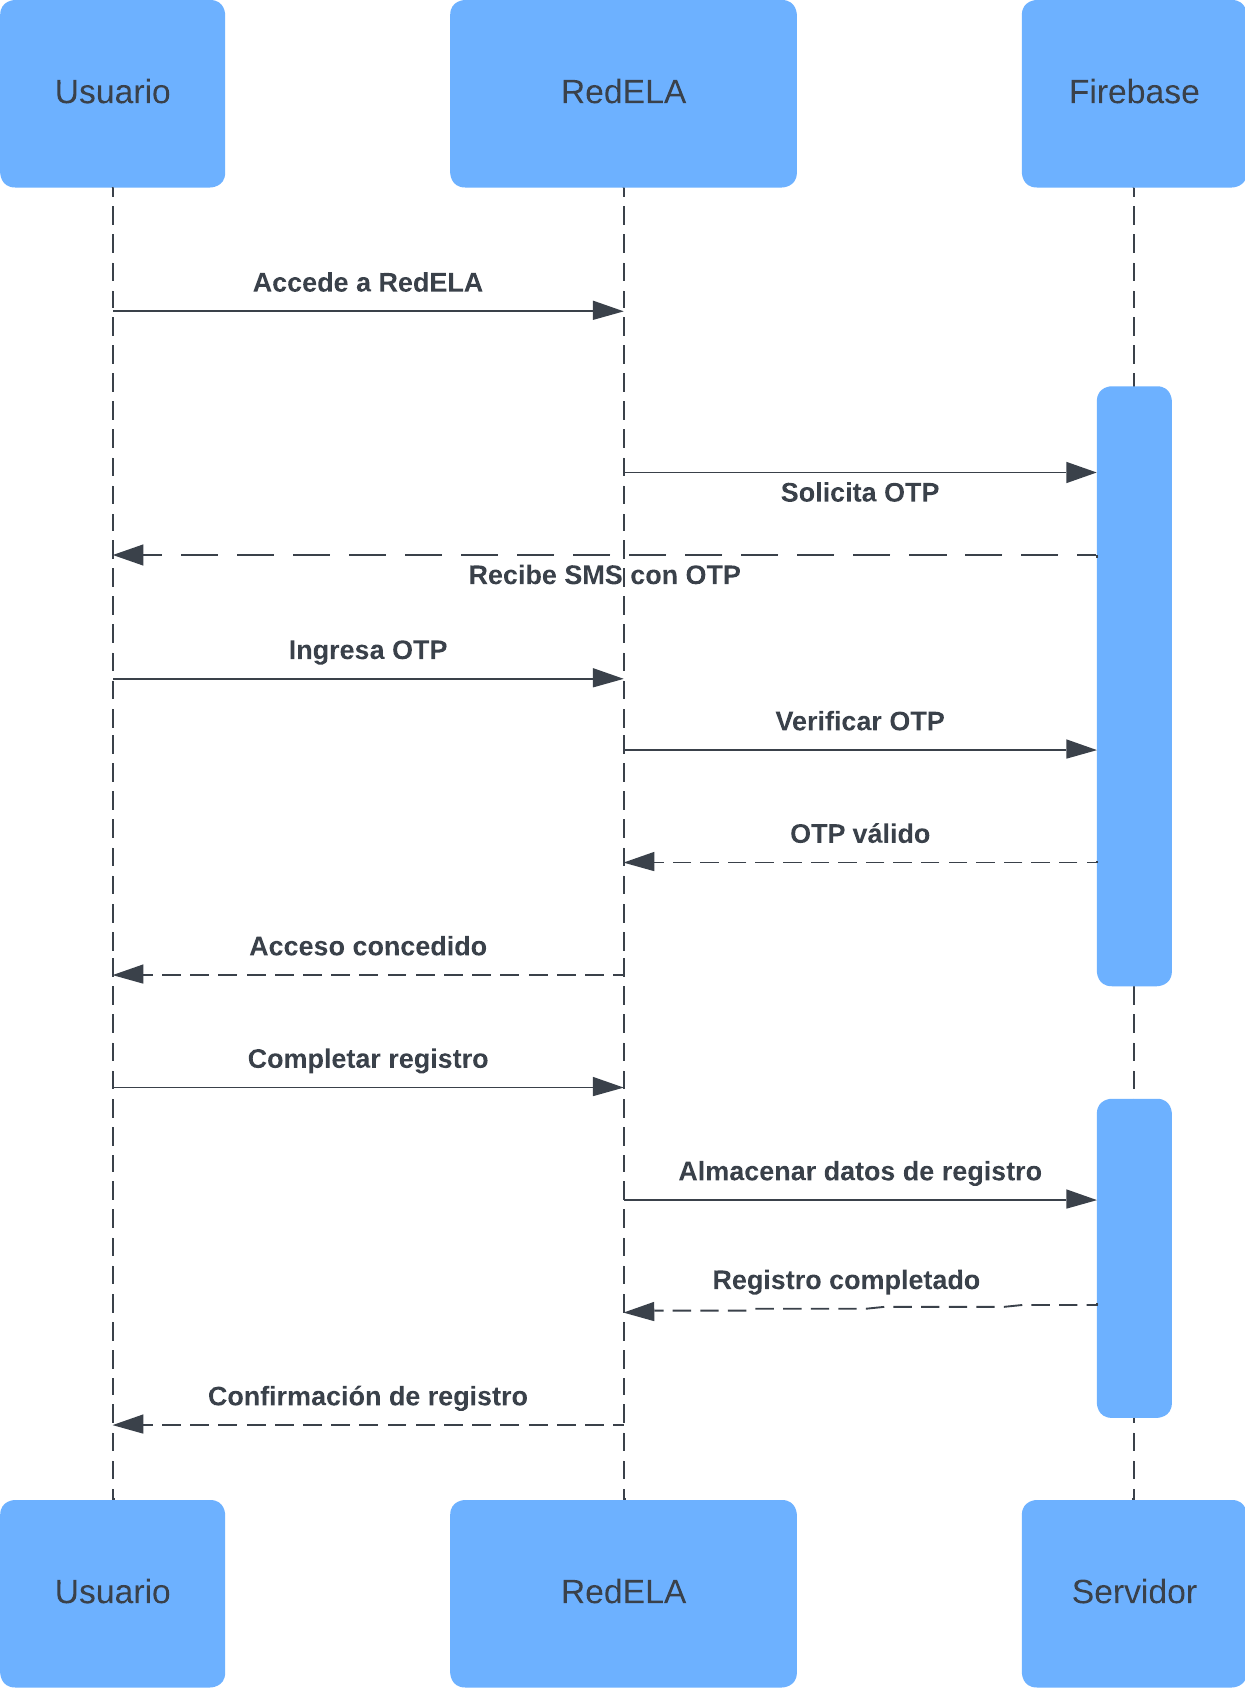 Usuario
RedELA
Firebase
Accede a RedELA
Solicita OTP
Recibe SMS con OTP
Ingresa OTP
Verificar OTP
OTP válido
Acceso concedido
Completar registro
Almacenar datos de registro
Registro completado
Confirmación de registro
Usuario
RedELA
Servidor